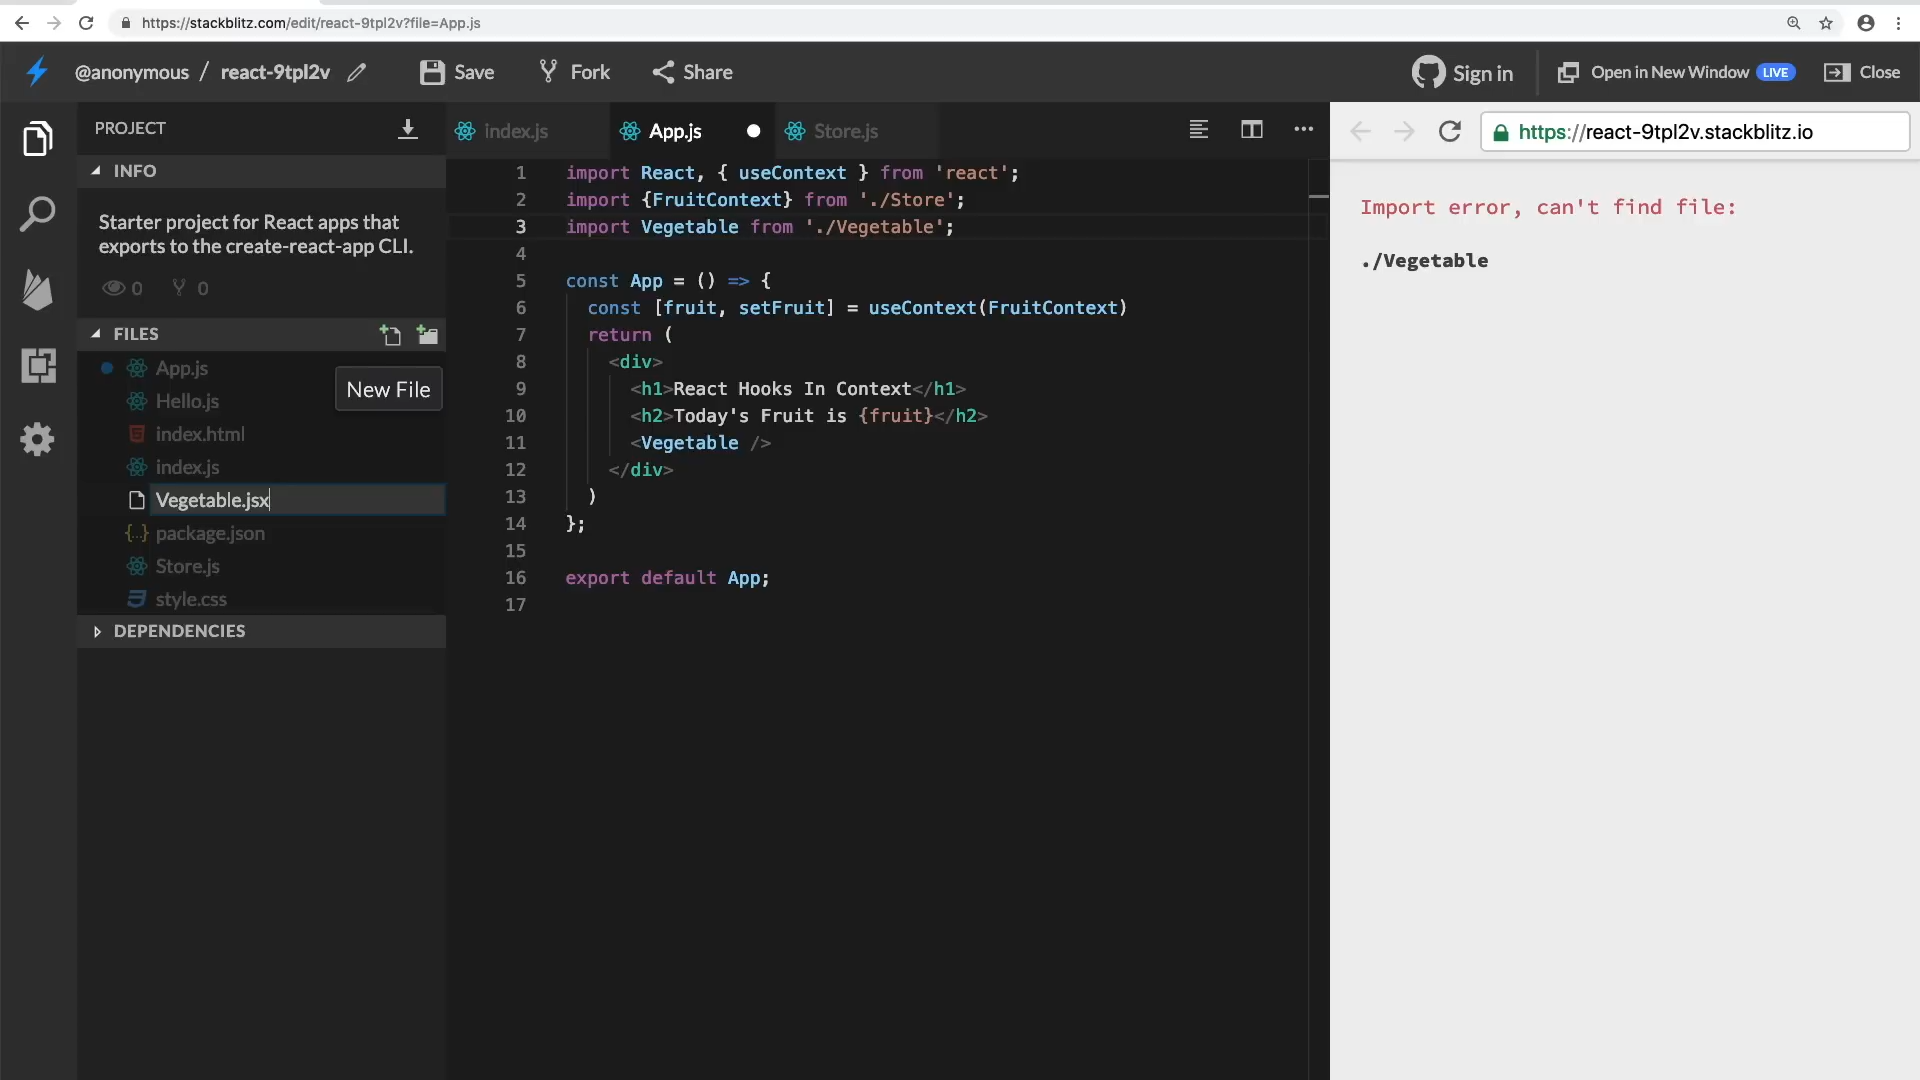 https://stackblitz.com/edit/react-9tpl2v?file=App.js
@anonymous / react-9tpl2v
Save
Fork
Share
Sign in
Open in New Window LIVE
Close
PROJECT
INFO
Starter project for React apps that
exports to the create-react-app CLI.
0 0
FILES
App.js
New File
Hello.js
index.html
index.js
Vegetable.jsx
package.json
Store.js
style.css
DEPENDENCIES
index.js
App.js
Store.js
1 import React, { useContext } from 'react';
2 import {FruitContext} from './Store';
3 import Vegetable from './Vegetable';
4
5 const App = () => {
6 const [fruit, setFruit] = useContext(FruitContext)
7 return (
8 <div>
9 <h1>React Hooks In Context</h1>
10 <h2>Today's Fruit is {fruit}</h2>
11 <Vegetable />
12 </div>
13 )
14 };
15
16 export default App;
17
https://react-9tpl2v.stackblitz.io
Import error, can't find file:
./Vegetable